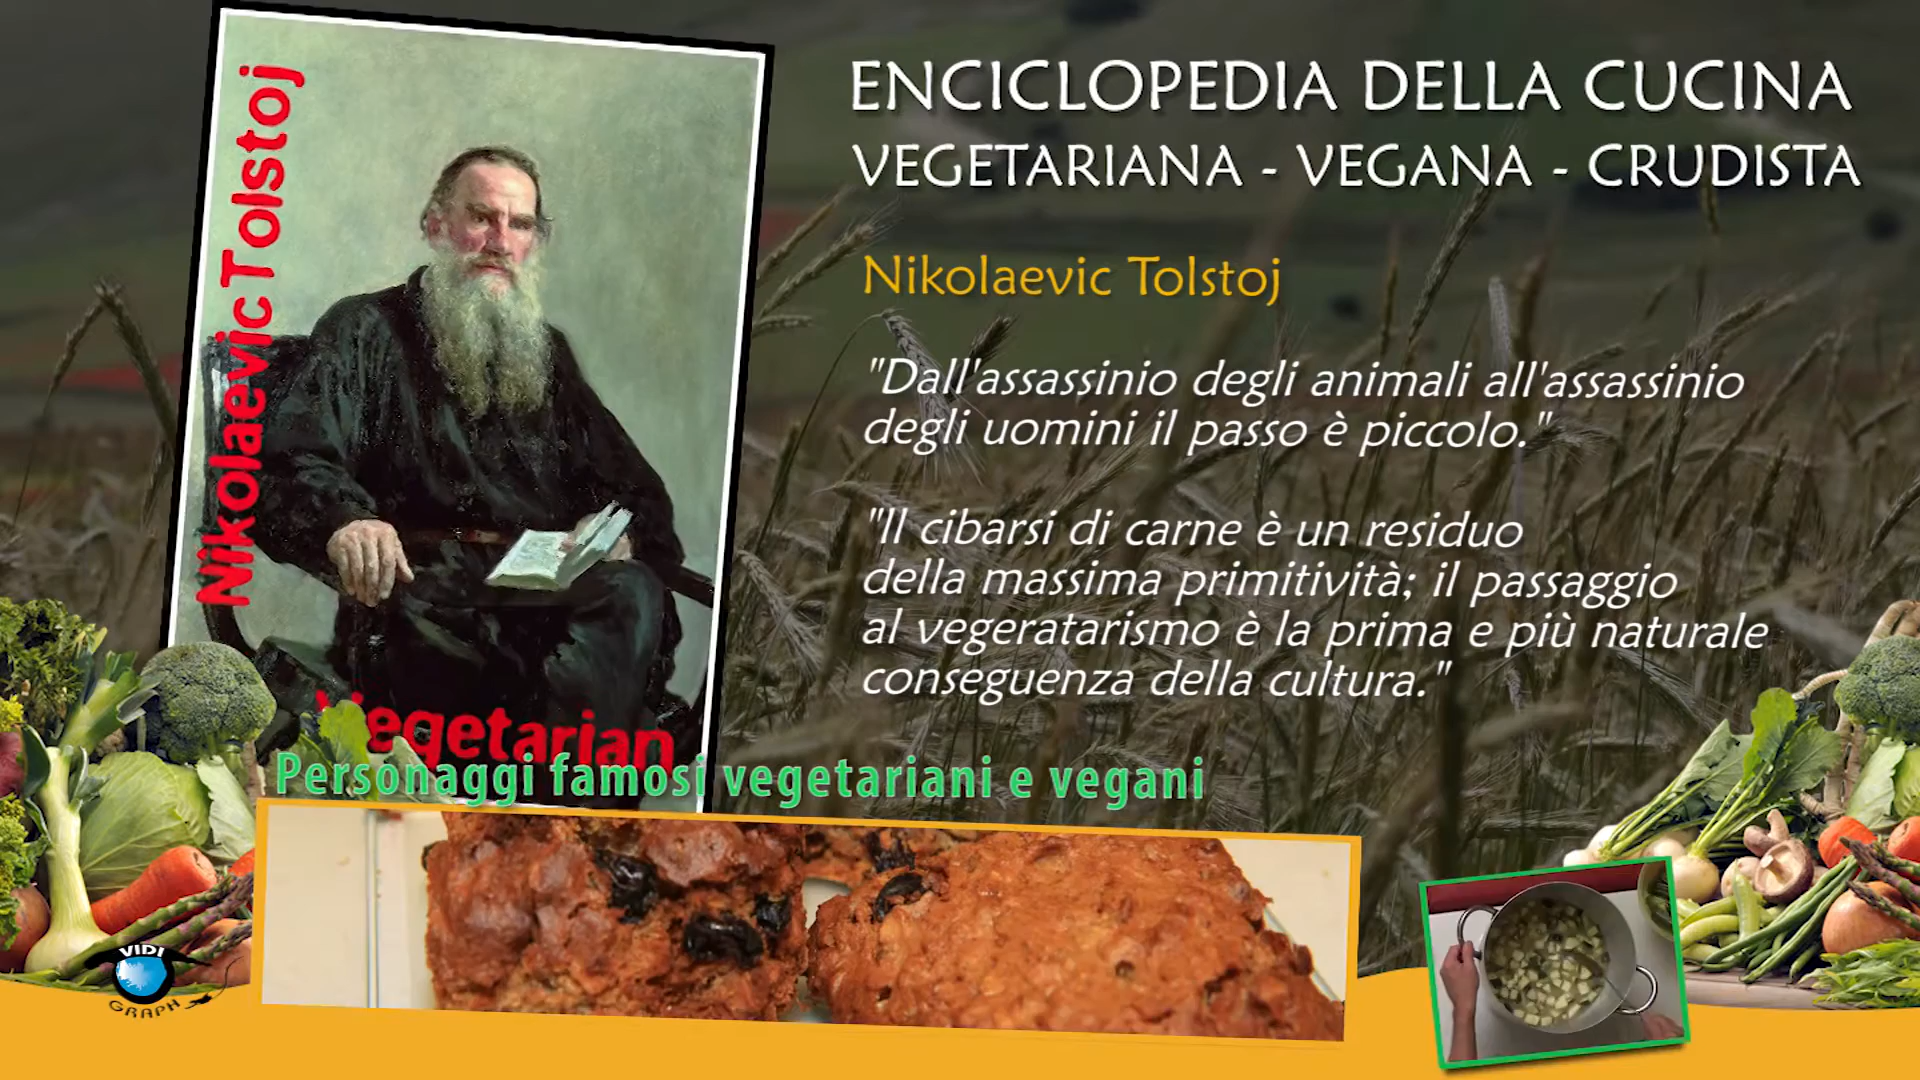 Nikolaevic Tolstoj
Vegetarian
ENCICLOPEDIA DELLA CUCINA
VEGETARIANA - VEGANA - CRUDISTA
Nikolaevic Tolstoj
"Dall'assassinio degli animali all'assassinio
degli uomini il passo è piccolo."
"Il cibarsi di carne è un residuo
della massima primitività; il passaggio
al vegeratarismo è la prima e più naturale
conseguenza della cultura."
Personaggi famosi vegetariani e vegani
VIDI
GRAPH